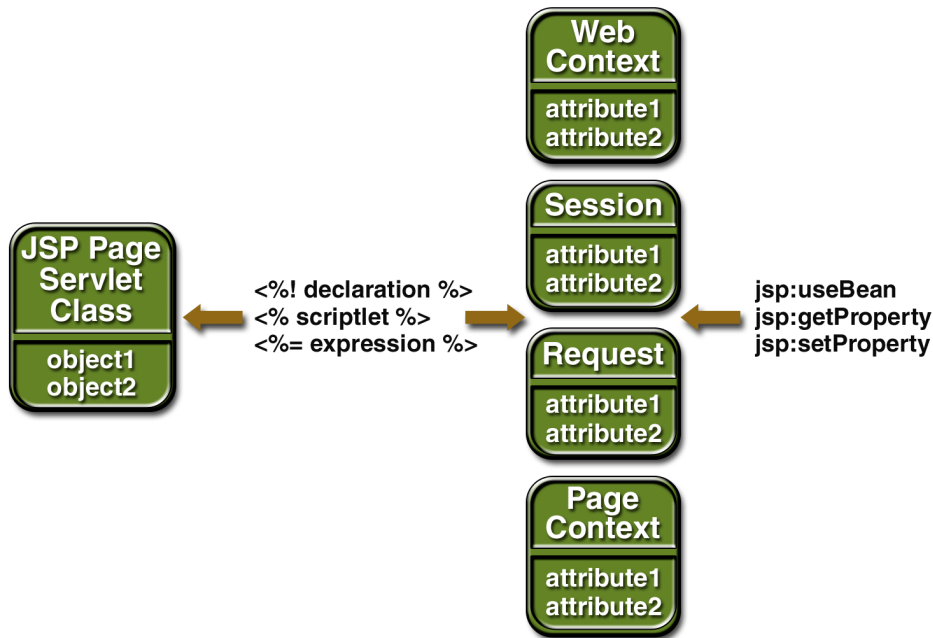 JSP Page
Servlet
Class
object1
object2
<%! declaration %>
<% scriptlet %>
<%= expression %>
Web
Context
attribute1
attribute2
Session
attribute1
attribute2
Request
attribute1
attribute2
Page
Context
attribute1
attribute2
jsp:useBean
jsp:getProperty
jsp:setProperty